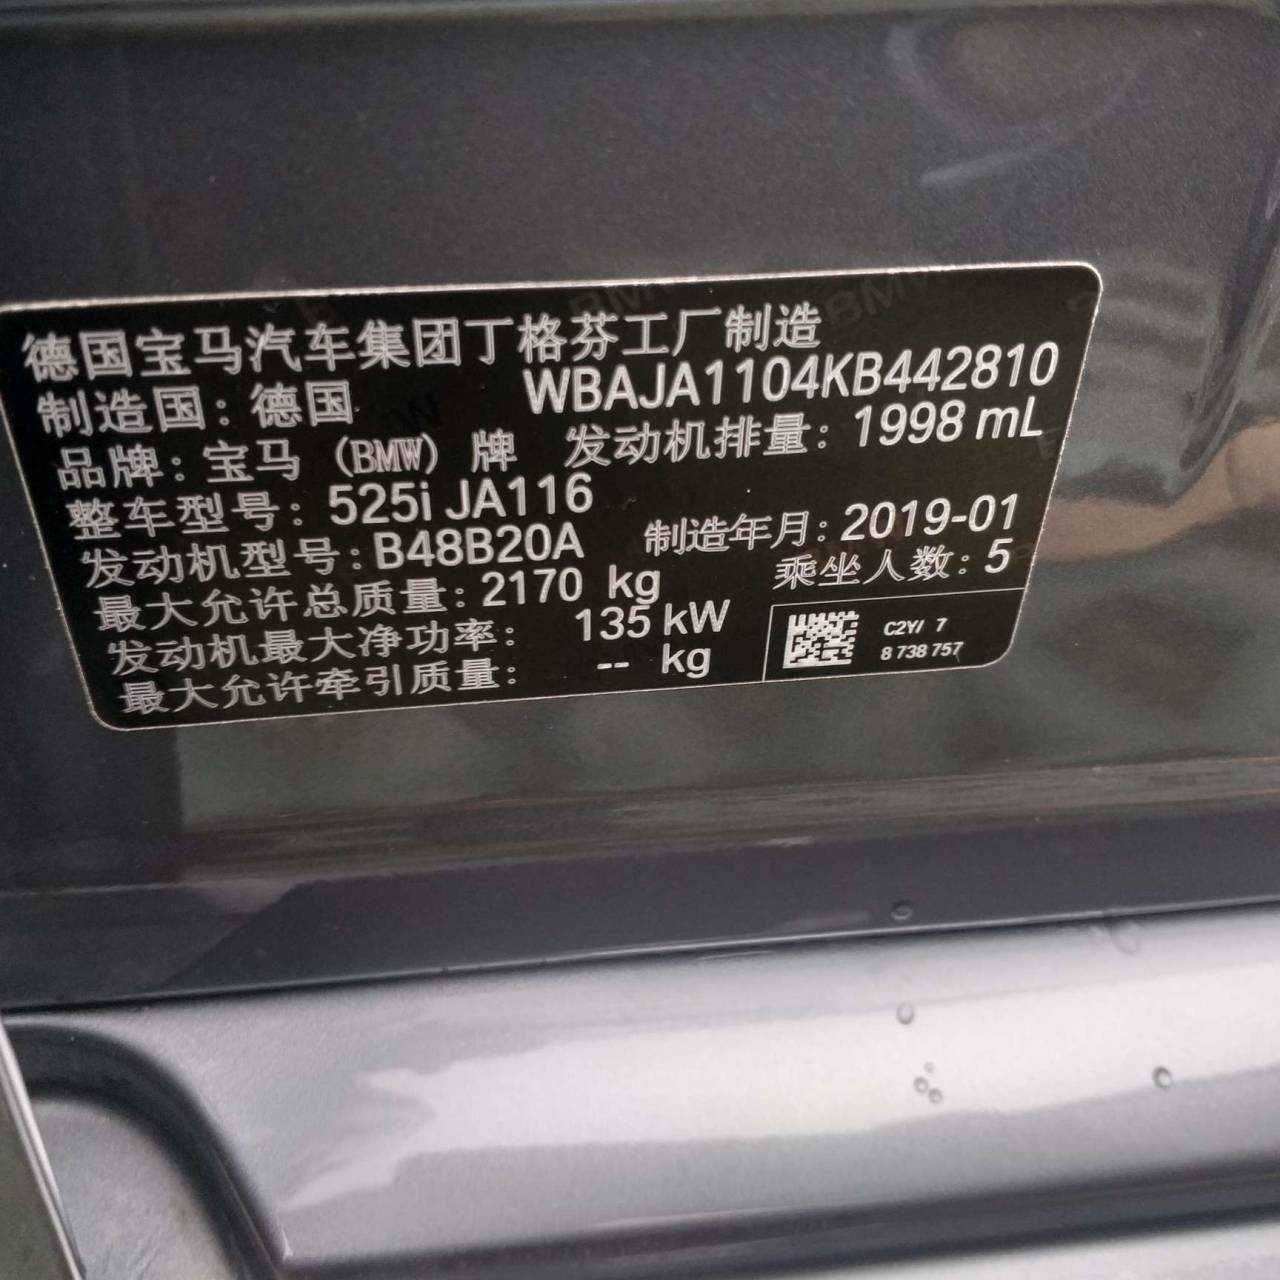 德国宝马汽车集团丁格芬工厂制造
制造国：德国 WBAJA1104KB442810
品牌：宝马 (BMW) 牌 发动机排量：1998 mL
整车型号：525i JA116
发动机型号：B48B20A 制造年月：2019-01
最大允许总质量：2170 kg 乘坐人数：5
发动机最大净功率： 135 kW
最大允许牵引质量： -- kg
C2Y/ 7
8 738 757